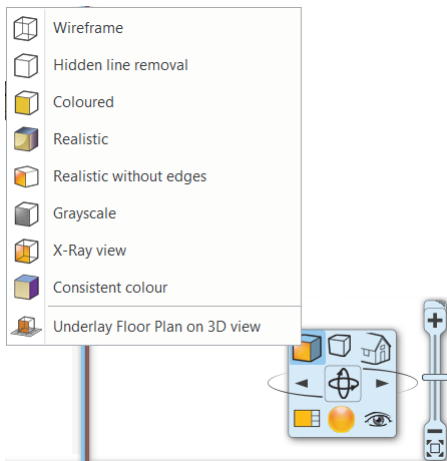 Wireframe
Hidden line removal
Coloured
Realistic
Realistic without edges
Grayscale
X-Ray view
Consistent colour
Underlay Floor Plan on 3D view